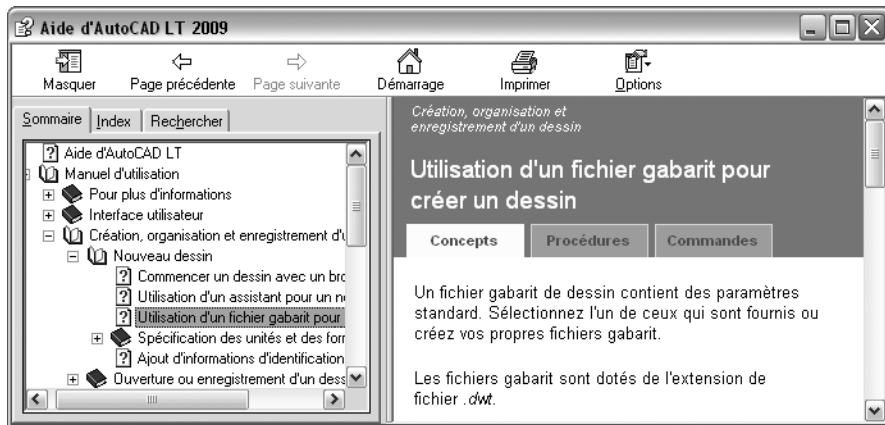 Aide d'AutoCAD LT 2009
Masquer Page précédente Page suivante Démarrage Imprimer Options
Sommaire Index Rechercher
Aide d'AutoCAD LT
Manuel d'utilisation
Pour plus d'informations
Interface utilisateur
Création, organisation et enregistrement d'u
Nouveau dessin
Commencer un dessin avec un bro
Utilisation d'un assistant pour un n
Utilisation d'un fichier gabarit pour
Spécification des unités et des for
Ajout d'informations d'identification
Ouverture ou enregistrement d'un dess
Création, organisation et
enregistrement d'un dessin
Utilisation d'un fichier gabarit pour
créer un dessin
Concepts Procédures Commandes
Un fichier gabarit de dessin contient des paramètres
standard. Sélectionnez l'un de ceux qui sont fournis ou
créez vos propres fichiers gabarit.
Les fichiers gabarit sont dotés de l'extension de
fichier .dwt.